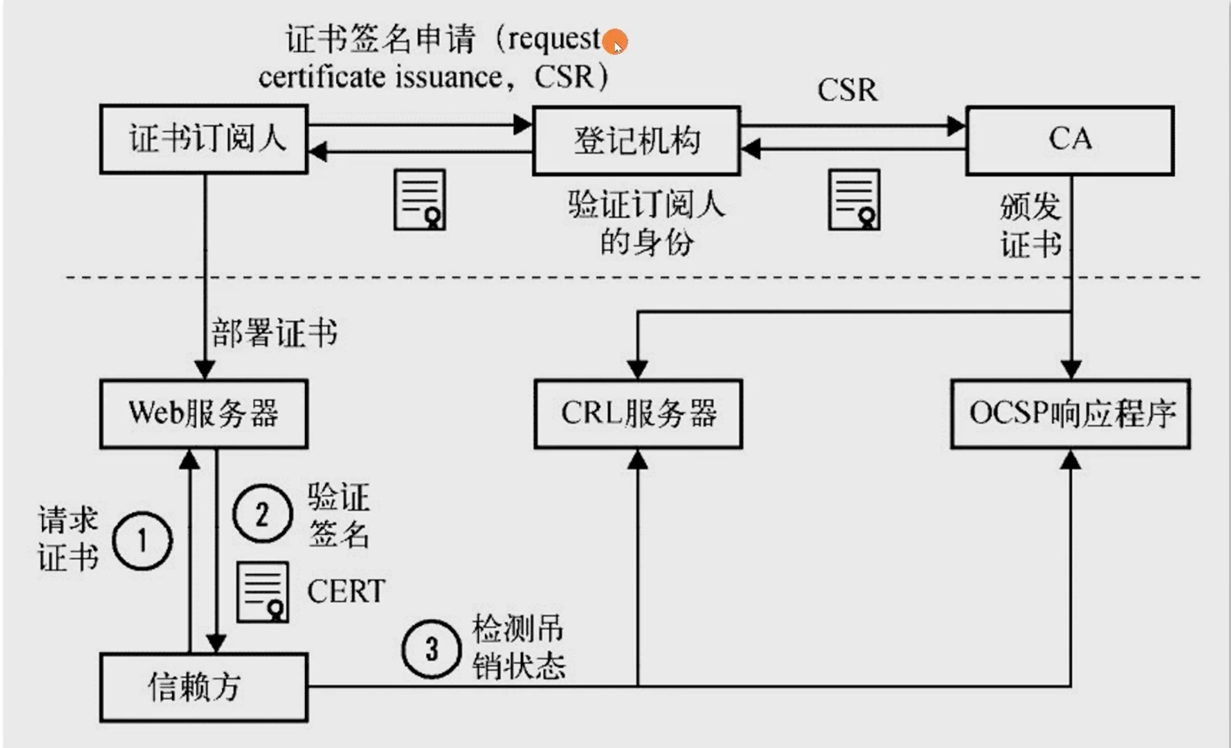 证书签名申请（request
certificate issuance，CSR）
CSR
证书订阅人
登记机构
CA
验证订阅人
的身份
颁发
证书
部署证书
Web服务器
CRL服务器
OCSP响应程序
请求
证书
1
2
验证
签名
CERT
3
检测吊
销状态
信赖方